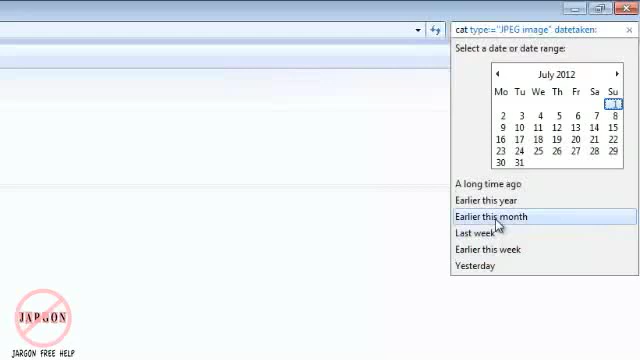 cat type:="JPEG image" datetaken:
Select a date or date range:
July 2012
Mo Tu We Th Fr Sa Su
1
2 3 4 5 6 7 8
9 10 11 12 13 14 15
16 17 18 19 20 21 22
23 24 25 26 27 28 29
30 31
A long time ago
Earlier this year
Earlier this month
Last week
Earlier this week
Yesterday
JARGON
JARGON FREE HELP